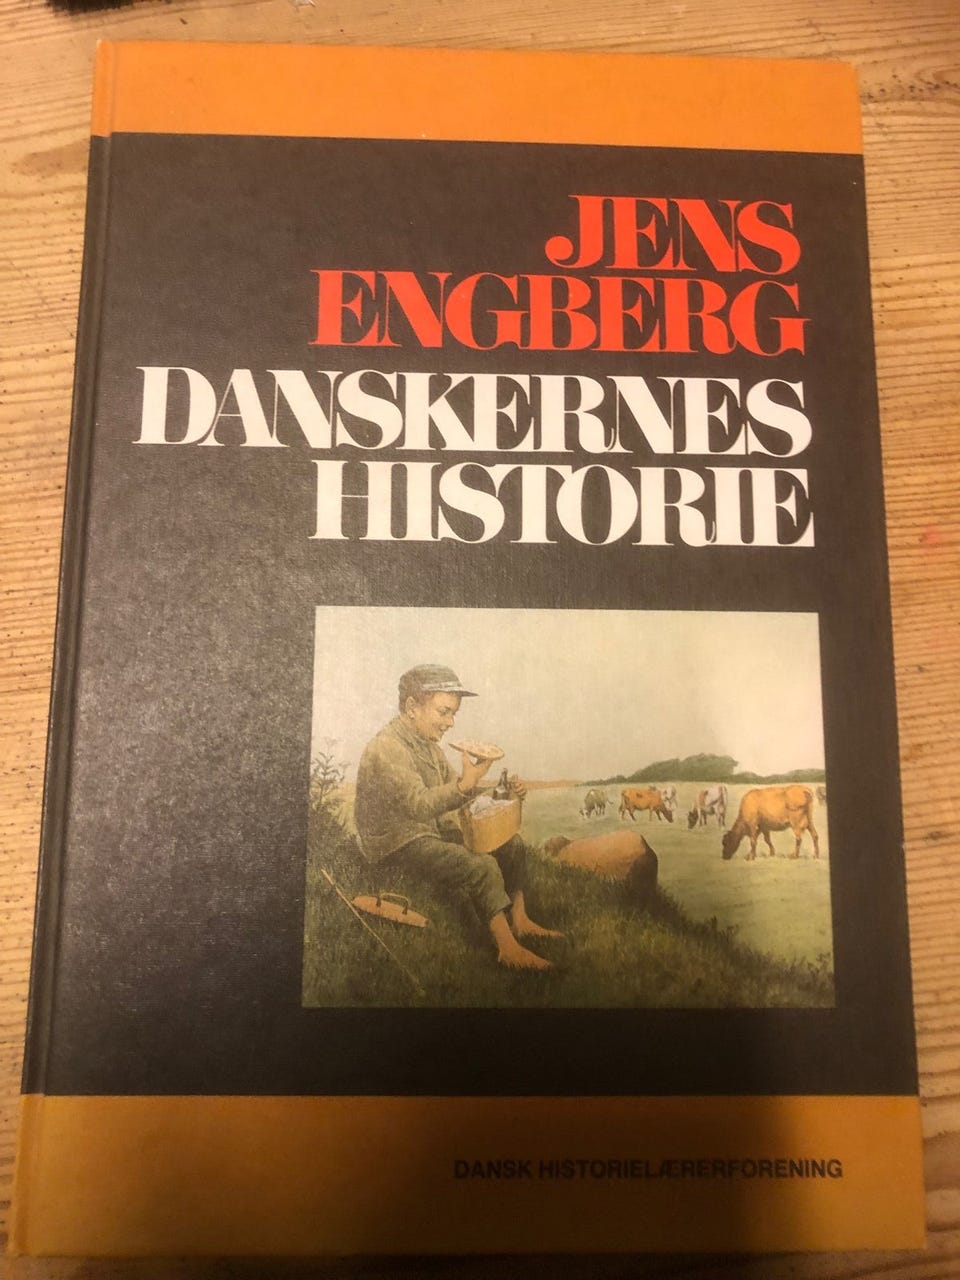 JENS
ENGBERG
DANSKERNES
HISTORIE
DANSK HISTORIELÆRERFORENING